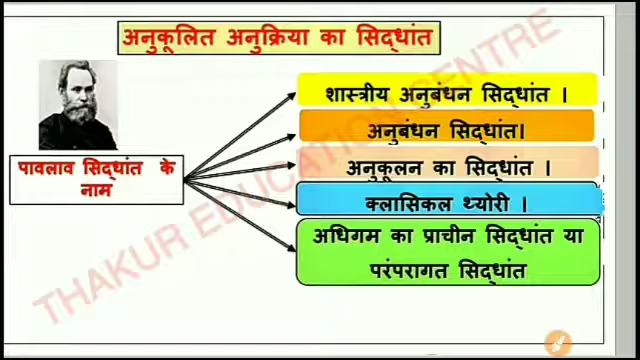 अनुकूलित अनुक्रिया का सिद्धांत
पावलाव सिद्धांत के
नाम
शास्त्रीय अनुबंधन सिद्धांत ।
अनुबंधन सिद्धांत।
अनुकूलन का सिद्धांत ।
क्लासिकल थ्योरी ।
अधिगम का प्राचीन सिद्धांत या
परंपरागत सिद्धांत
THAKUR EDUCATION CENTRE